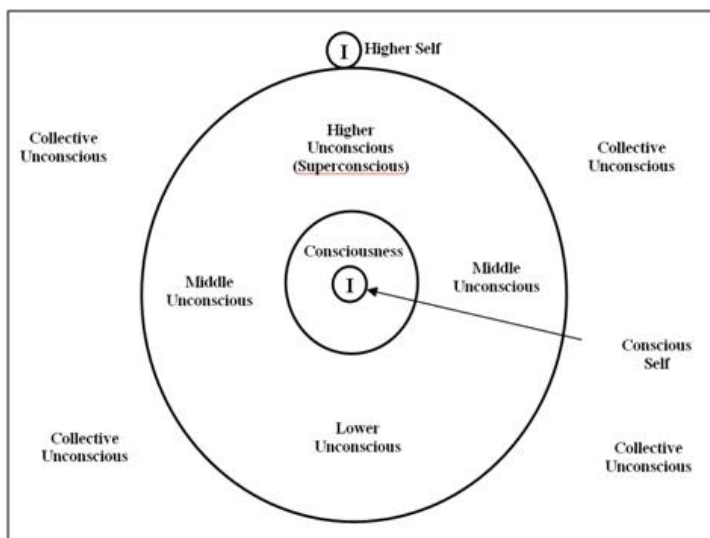 I Higher Self
Collective
Unconscious
Higher
Unconscious
(Superconscious)
Collective
Unconscious
Consciousness
I
Middle
Unconscious
Middle
Unconscious
Conscious
Self
Lower
Unconscious
Collective
Unconscious
Collective
Unconscious